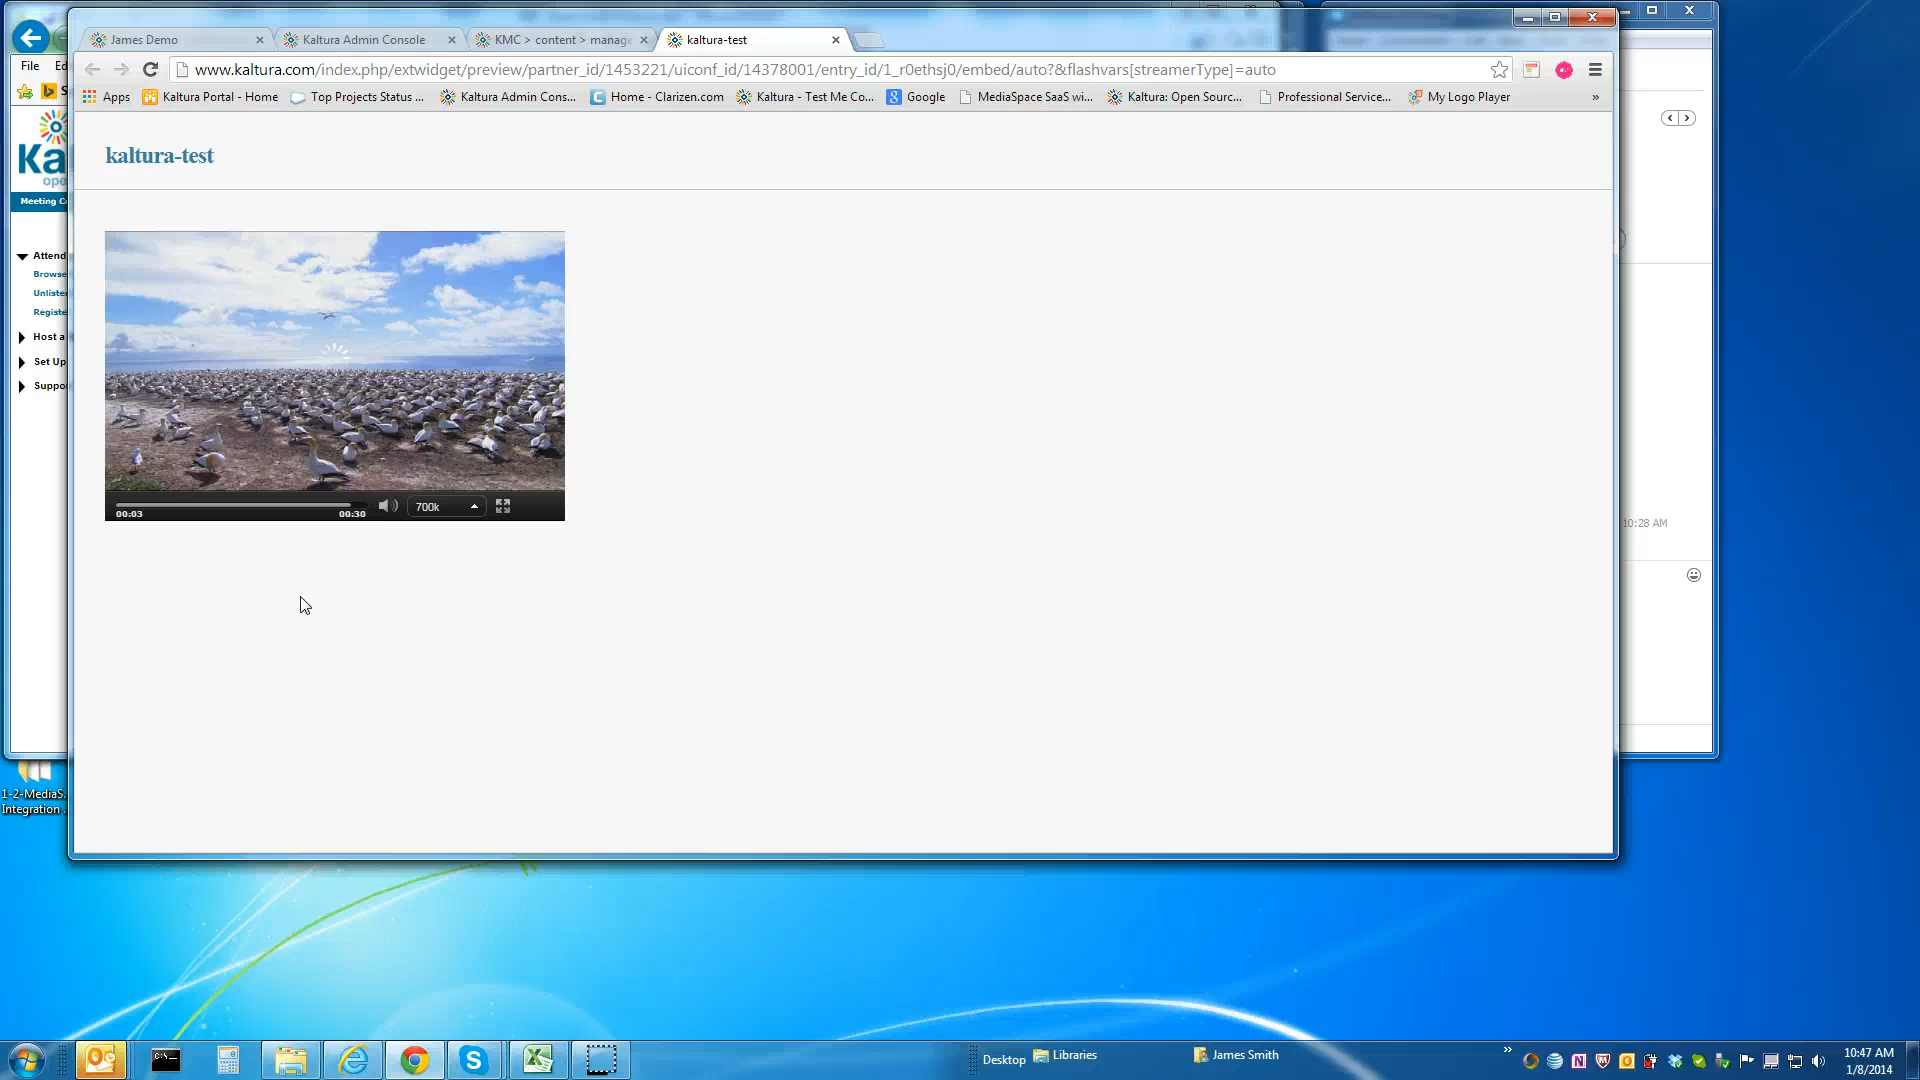 James Demo
Kaltura Admin Console
KMC > content > manage
kaltura-test
www.kaltura.com/index.php/extwidget/preview/partner_id/1453221/uiconf_id/14378001/entry_id/1_r0ethsj0/embed/auto?&flashvars[streamerType]=auto
File
Apps
Kaltura Portal - Home
Top Projects Status ...
Kaltura Admin Cons...
Home - Clarizen.com
Kaltura - Test Me Co...
Google
MediaSpace SaaS wi...
Kaltura: Open Sourc...
Professional Service...
My Logo Player
»
kaltura-test
Meeting
Attend
Browse
Unliste
Registe
Host a
Set Up
Suppo
700k
00:03
00:30
10:28 AM
1-2-MediaS...
Integration ...
Desktop
Libraries
James Smith
»
10:47 AM
1/8/2014